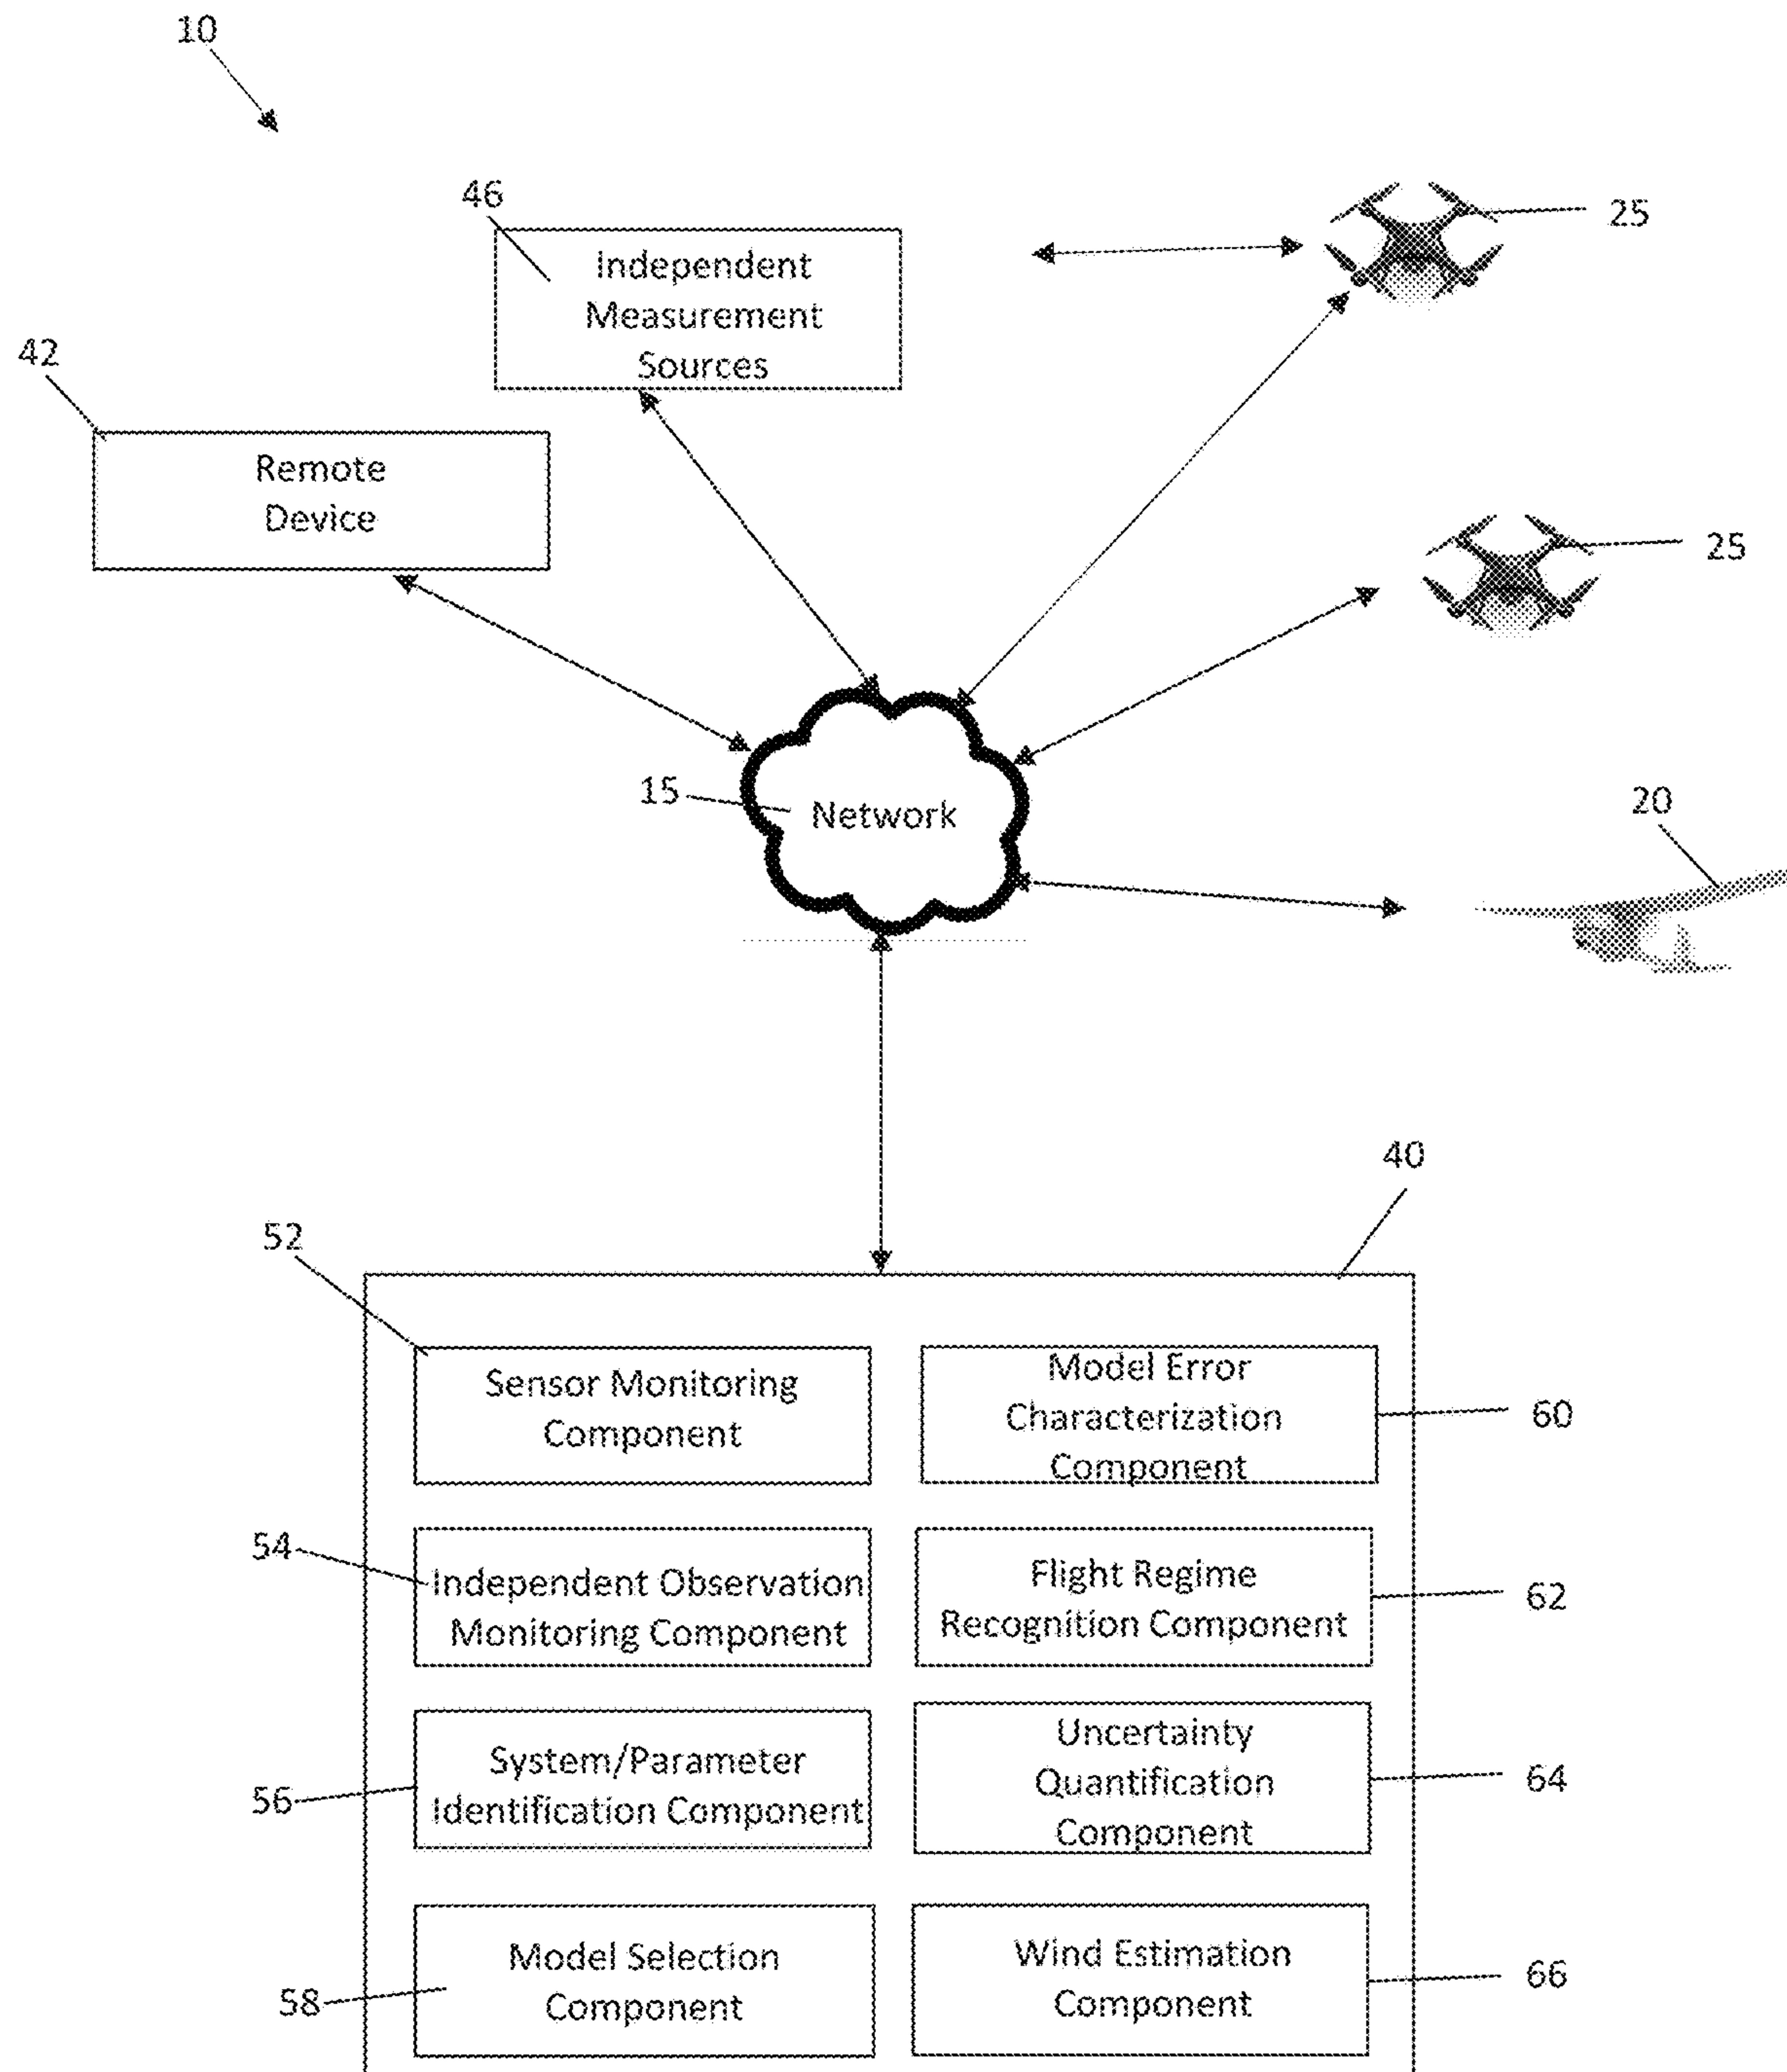 10
46
Independent
Measurement
Sources
25
42
Remote
Device
25
15
Network
20
40
52
Sensor Monitoring
Component
Model Error
Characterization
Component
60
54
Independent Observation
Monitoring Component
Flight Regime
Recognition Component
62
56
System/Parameter
Identification Component
Uncertainty
Quantification
Component
64
58
Model Selection
Component
Wind Estimation
Component
66